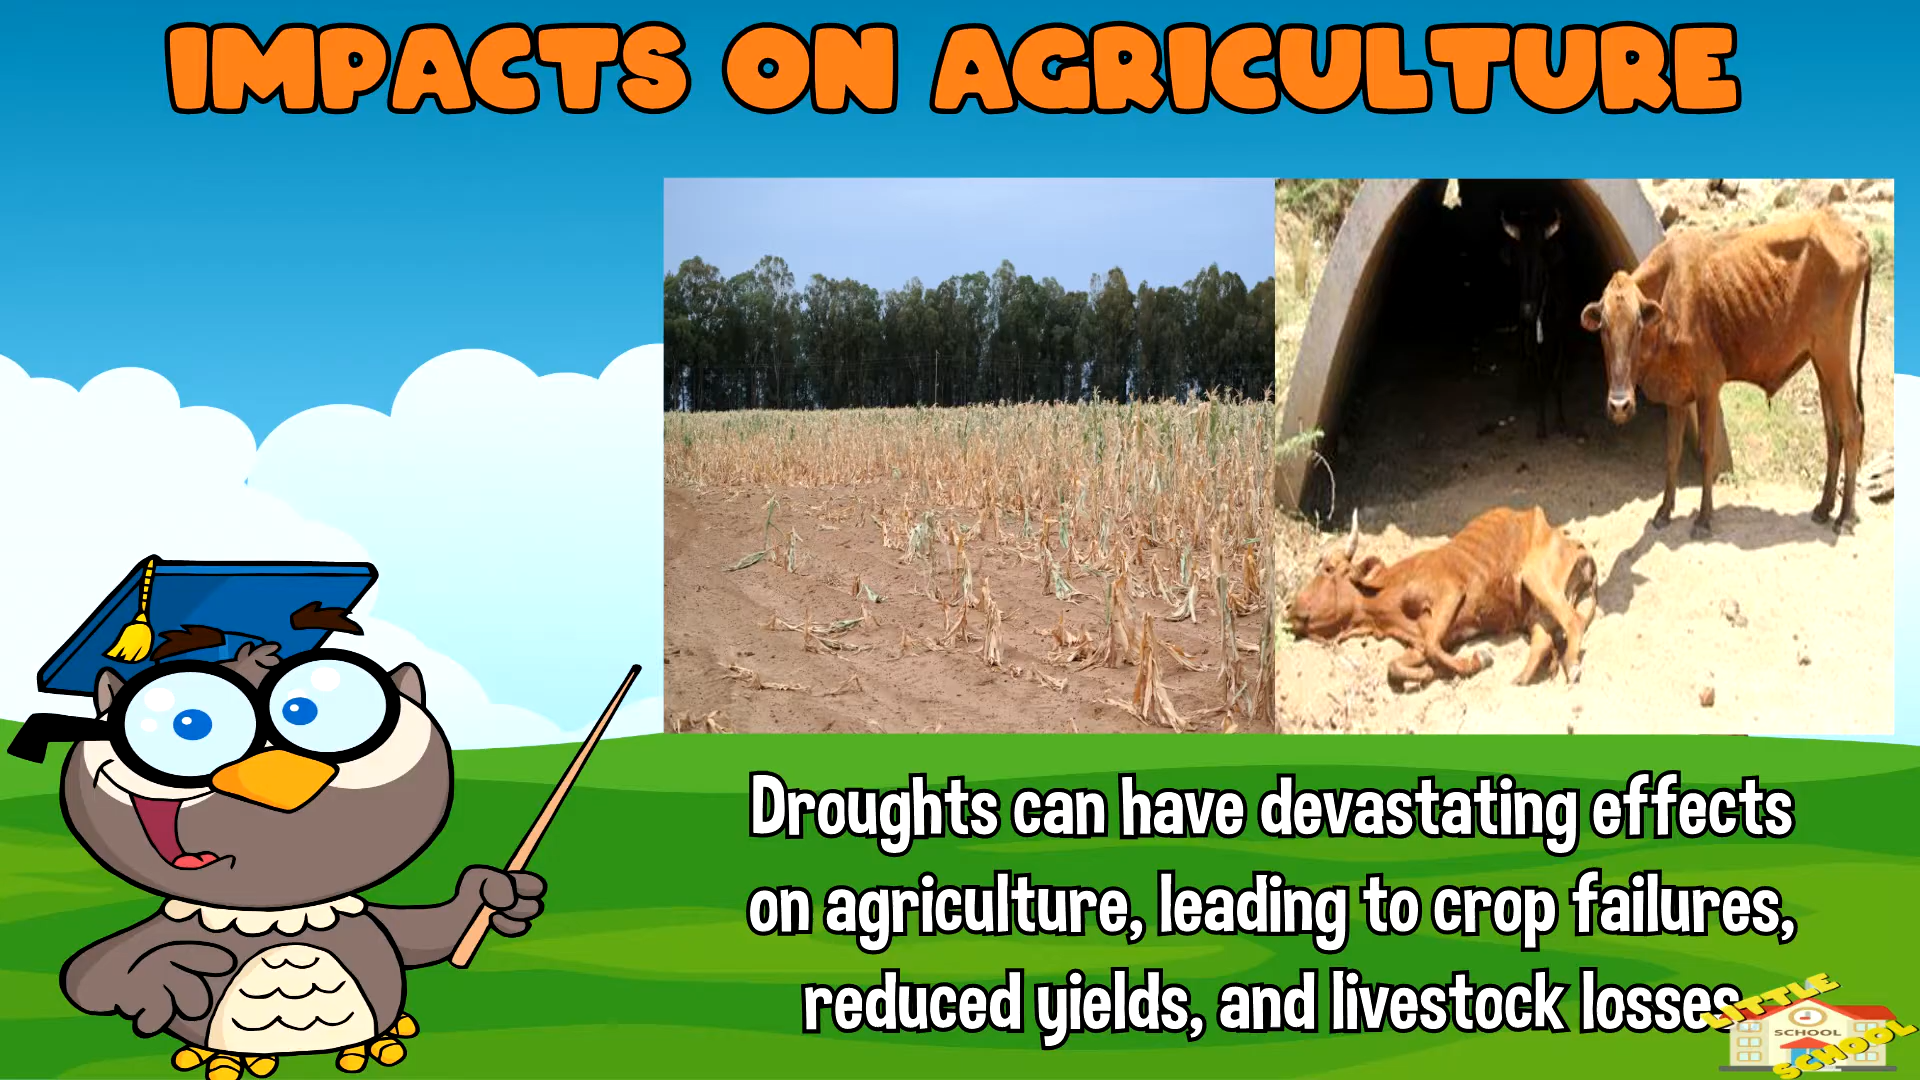 IMPACTS ON AGRICULTURE
Droughts can have devastating effects
on agriculture, leading to crop failures,
reduced yields, and livestock losses
LITTLE
SCHOOL
SCHOOL